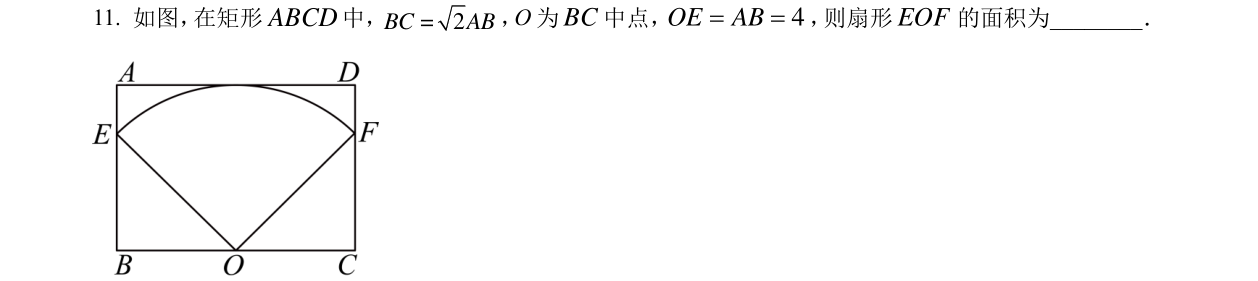 11. 如图，在矩形ABCD中，BC=√2AB，O为BC中点，OE=AB=4，则扇形EOF的面积为________．
A D
E F
B O C